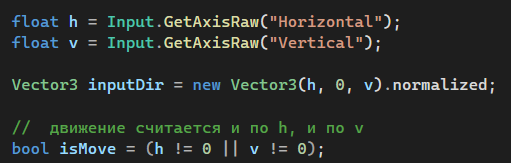 float h = Input.GetAxisRaw("Horizontal");
float v = Input.GetAxisRaw("Vertical");
Vector3 inputDir = new Vector3(h, 0, v).normalized;
//  движение считается и по h, и по v
bool isMove = (h != 0 || v != 0);